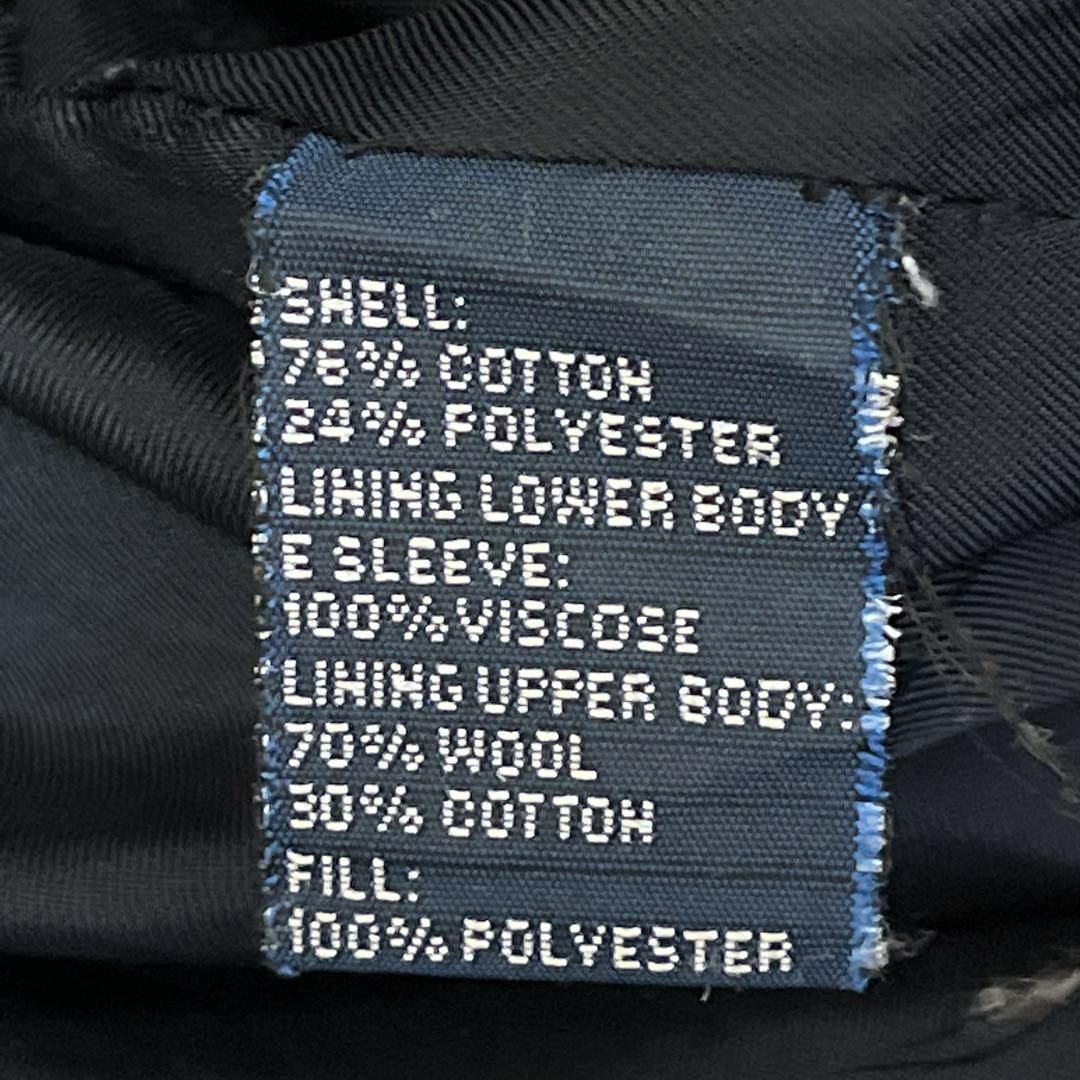 SHELL:
76% COTTON
24% POLYESTER
LINING LOWER BODY
E SLEEVE:
100% VISCOSE
LINING UPPER BODY:
70% WOOL
30% COTTON
FILL:
100% POLYESTER